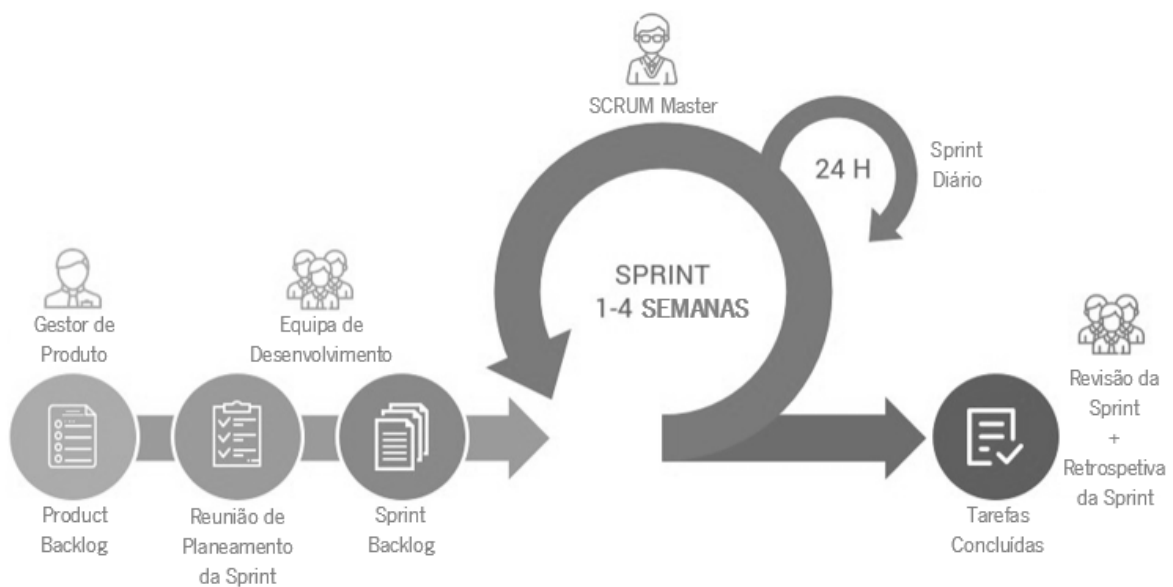 SCRUM Master
24 H
Sprint
Diário
SPRINT
1-4 SEMANAS
Gestor de
Produto
Equipa de
Desenvolvimento
Product
Backlog
Reunião de
Planeamento
da Sprint
Sprint
Backlog
Tarefas
Concluídas
Revisão da
Sprint
+
Retrospetiva
da Sprint